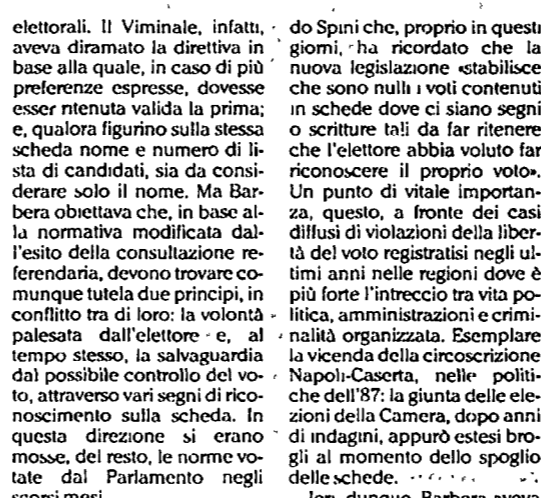 elettorali. Il Viminale, infatti,
aveva diramato la direttiva in
base alla quale, in caso di più
preferenze espresse, dovesse
esser ritenuta valida la prima;
e, qualora figurino sulla stessa
scheda nome e numero di li-
sta di candidati, sia da consi-
derare solo il nome. Ma Bar-
bera obiettava che, in base al-
la normativa modificata dal-
l'esito della consultazione re-
ferendaria, devono trovare co-
munque tutela due principi, in
conflitto tra di loro: la volontà
palesata dall'elettore e, al
tempo stesso, la salvaguardia
dal possibile controllo del vo-
to, attraverso vari segni di rico-
noscimento sulla scheda. In
questa direzione si erano
mosse, del resto, le norme vo-
tate dal Parlamento negli
scorsi mesi
do Spini che, proprio in questi
giorni, ha ricordato che la
nuova legislazione «stabilisce
che sono nulli i voti contenuti
in schede dove ci siano segni
o scritture tali da far ritenere
che l'elettore abbia voluto far
riconoscere il proprio voto».
Un punto di vitale importan-
za, questo, a fronte dei casi
diffusi di violazioni della liber-
tà del voto registratisi negli ul-
timi anni nelle regioni dove è
più forte l'intreccio tra vita po-
litica, amministrazioni e crimi-
nalità organizzata. Esemplare
la vicenda della circoscrizione
Napoli-Caserta, nelle politi-
che dell'87: la giunta delle ele-
zioni della Camera, dopo anni
di indagini, appurò estesi bro-
gli al momento dello spoglio
delle schede.
Ieri, dunque, Barbera aveva